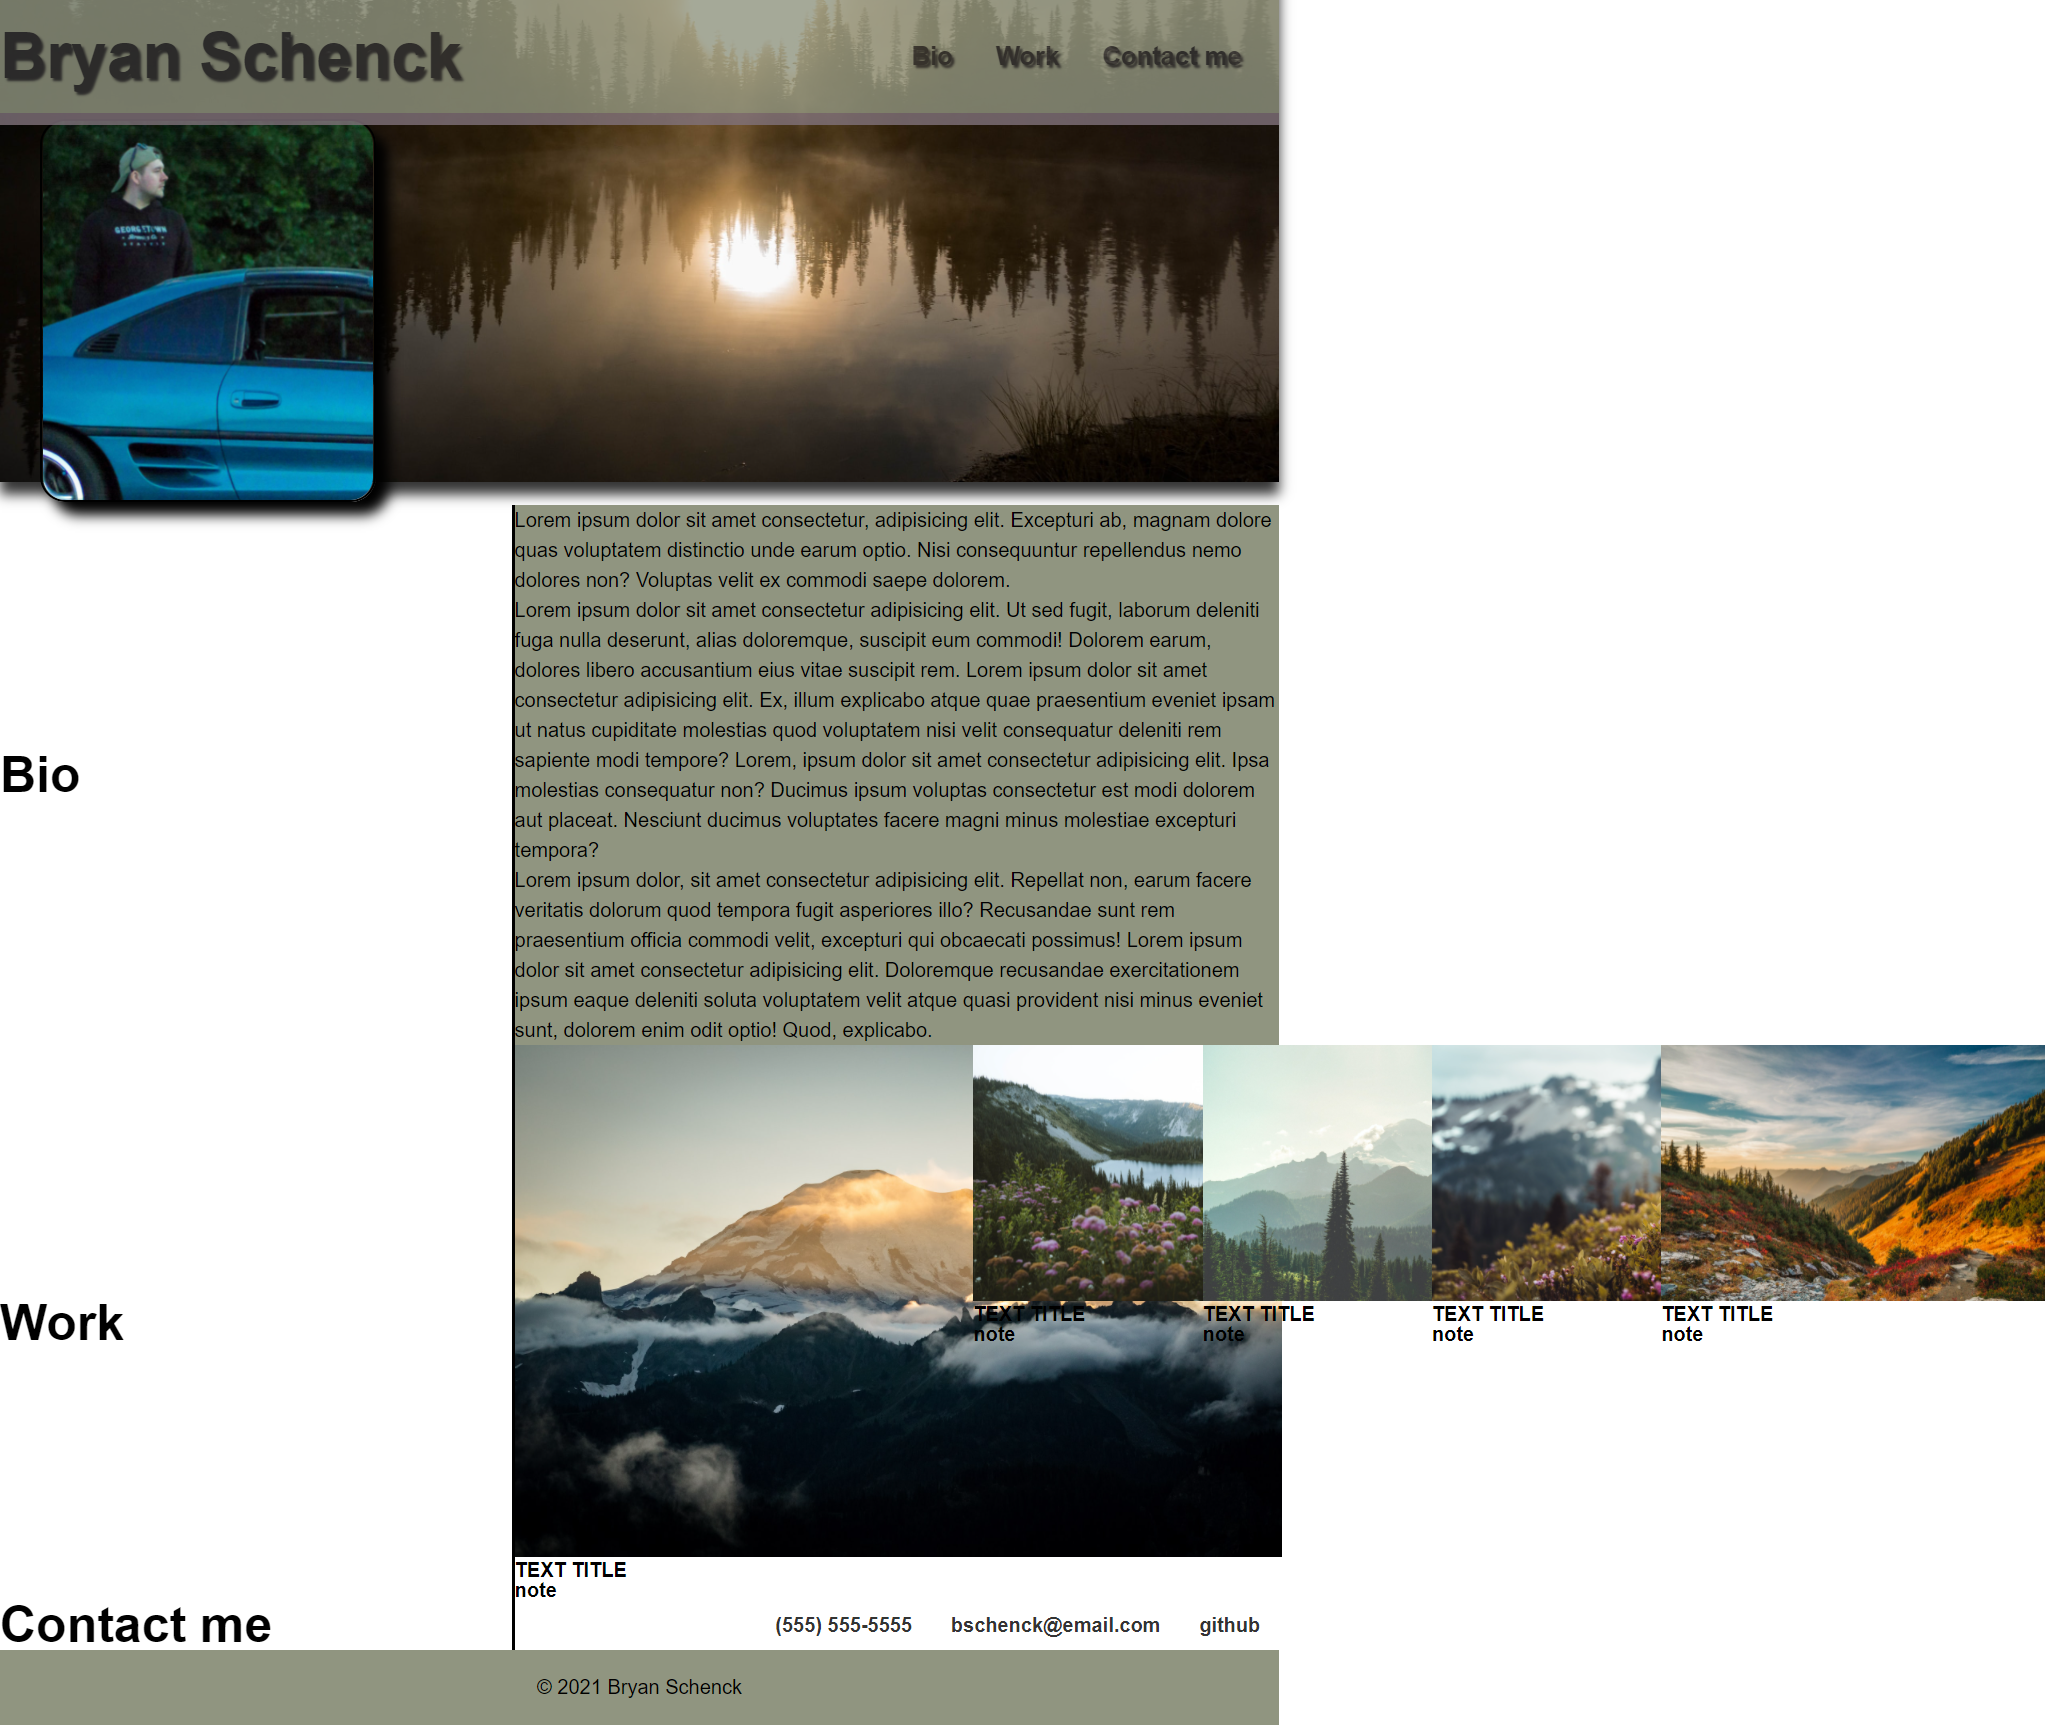 Bryan Schenck
Bio
Work
Contact me
GEORGETOWN
Lorem ipsum dolor sit amet consectetur, adipisicing elit. Excepturi ab, magnam dolore
quas voluptatem distinctio unde earum optio. Nisi consequuntur repellendus nemo
dolores non? Voluptas velit ex commodi saepe dolorem.
Lorem ipsum dolor sit amet consectetur adipisicing elit. Ut sed fugit, laborum deleniti
fuga nulla deserunt, alias doloremque, suscipit eum commodi! Dolorem earum,
dolores libero accusantium eius vitae suscipit rem. Lorem ipsum dolor sit amet
consectetur adipisicing elit. Ex, illum explicabo atque quae praesentium eveniet ipsam
ut natus cupiditate molestias quod voluptatem nisi velit consequatur deleniti rem
sapiente modi tempore? Lorem, ipsum dolor sit amet consectetur adipisicing elit. Ipsa
molestias consequatur non? Ducimus ipsum voluptas consectetur est modi dolorem
aut placeat. Nesciunt ducimus voluptates facere magni minus molestiae excepturi
tempora?
Lorem ipsum dolor, sit amet consectetur adipisicing elit. Repellat non, earum facere
veritatis dolorum quod tempora fugit asperiores illo? Recusandae sunt rem
praesentium officia commodi velit, excepturi qui obcaecati possimus! Lorem ipsum
dolor sit amet consectetur adipisicing elit. Doloremque recusandae exercitationem
ipsum eaque deleniti soluta voluptatem velit atque quasi provident nisi minus eveniet
sunt, dolorem enim odit optio! Quod, explicabo.
Bio
Work
TEXT TITLE
note
TEXT TITLE
note
TEXT TITLE
note
TEXT TITLE
note
TEXT TITLE
note
Contact me
(555) 555-5555
bschenck@email.com
github
© 2021 Bryan Schenck